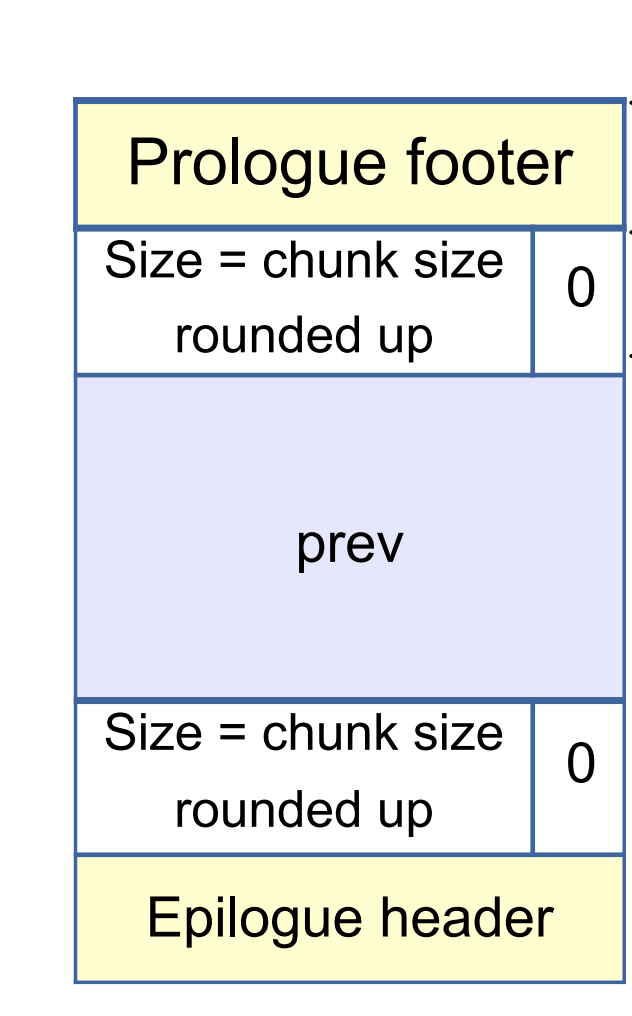 Prologue footer
Size = chunk size
rounded up
0
prev
Size = chunk size
rounded up
0
Epilogue header